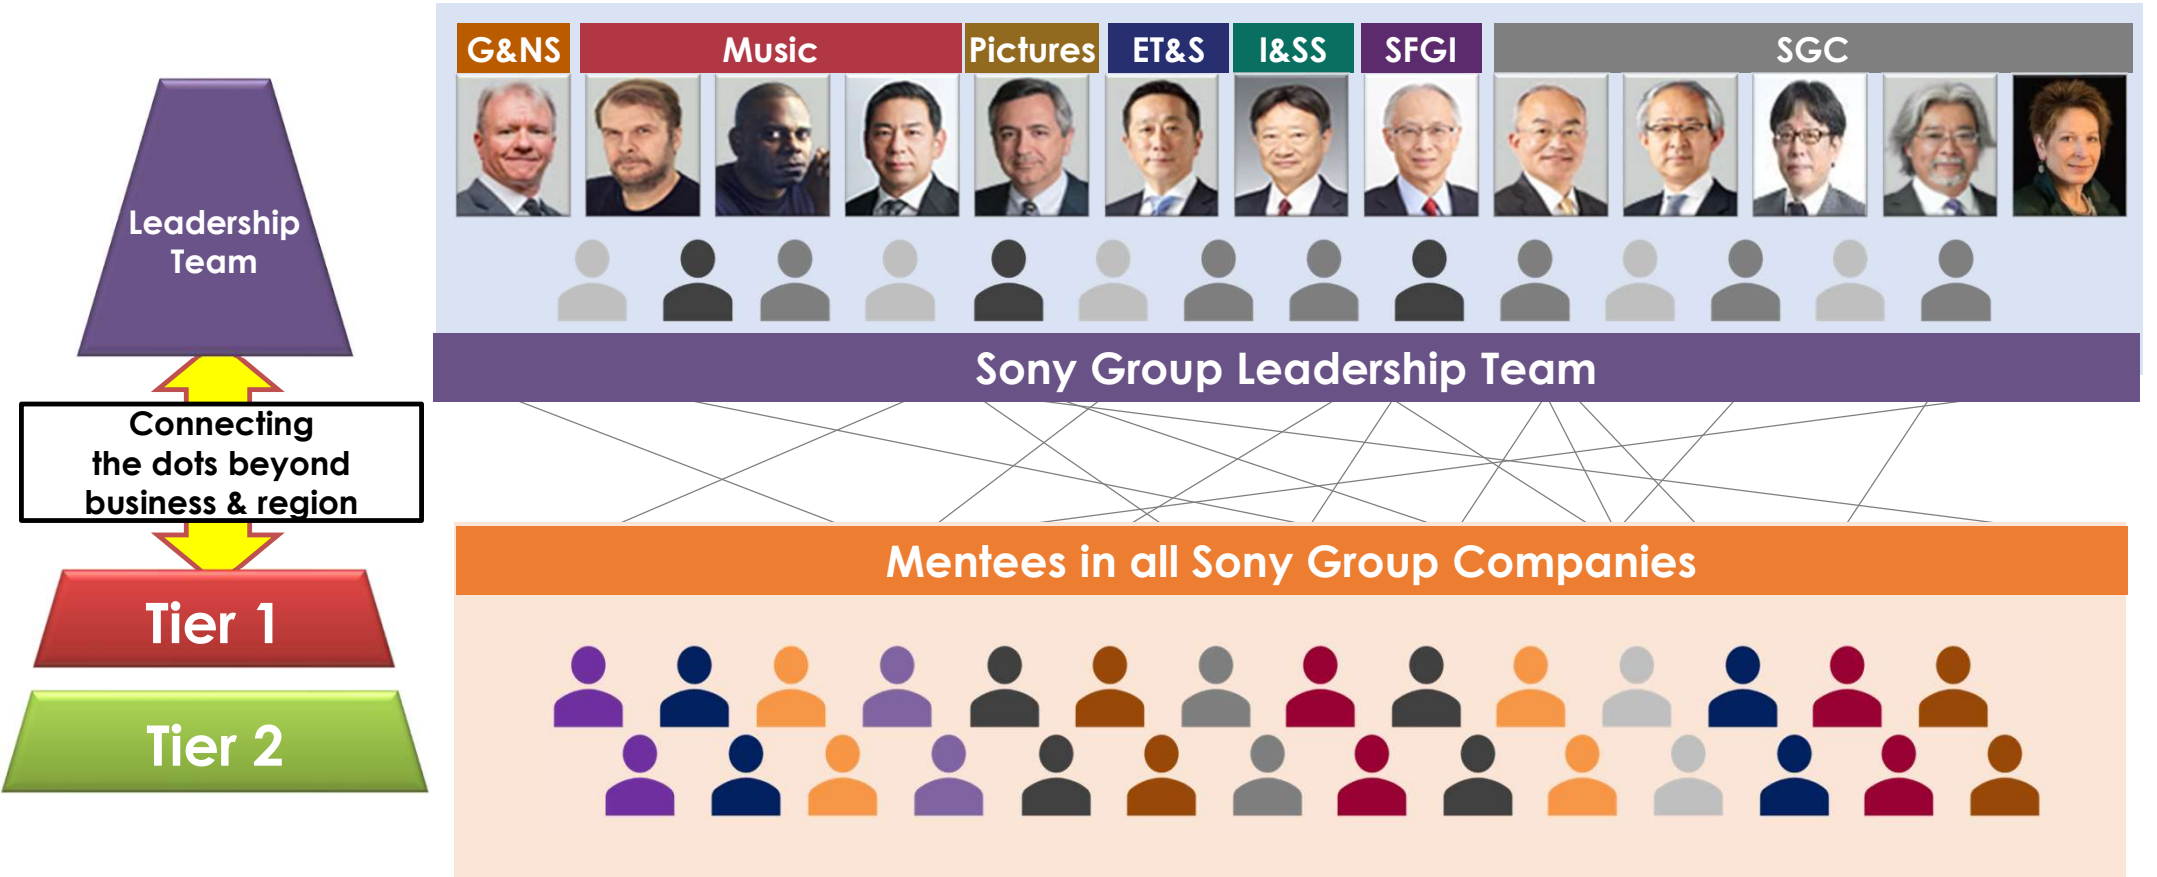 G&NS
Music
Pictures
ET&S
I&SS
SFGI
SGC
Leadership
Team
Sony Group Leadership Team
Connecting
the dots beyond
business & region
Mentees in all Sony Group Companies
Tier 1
Tier 2